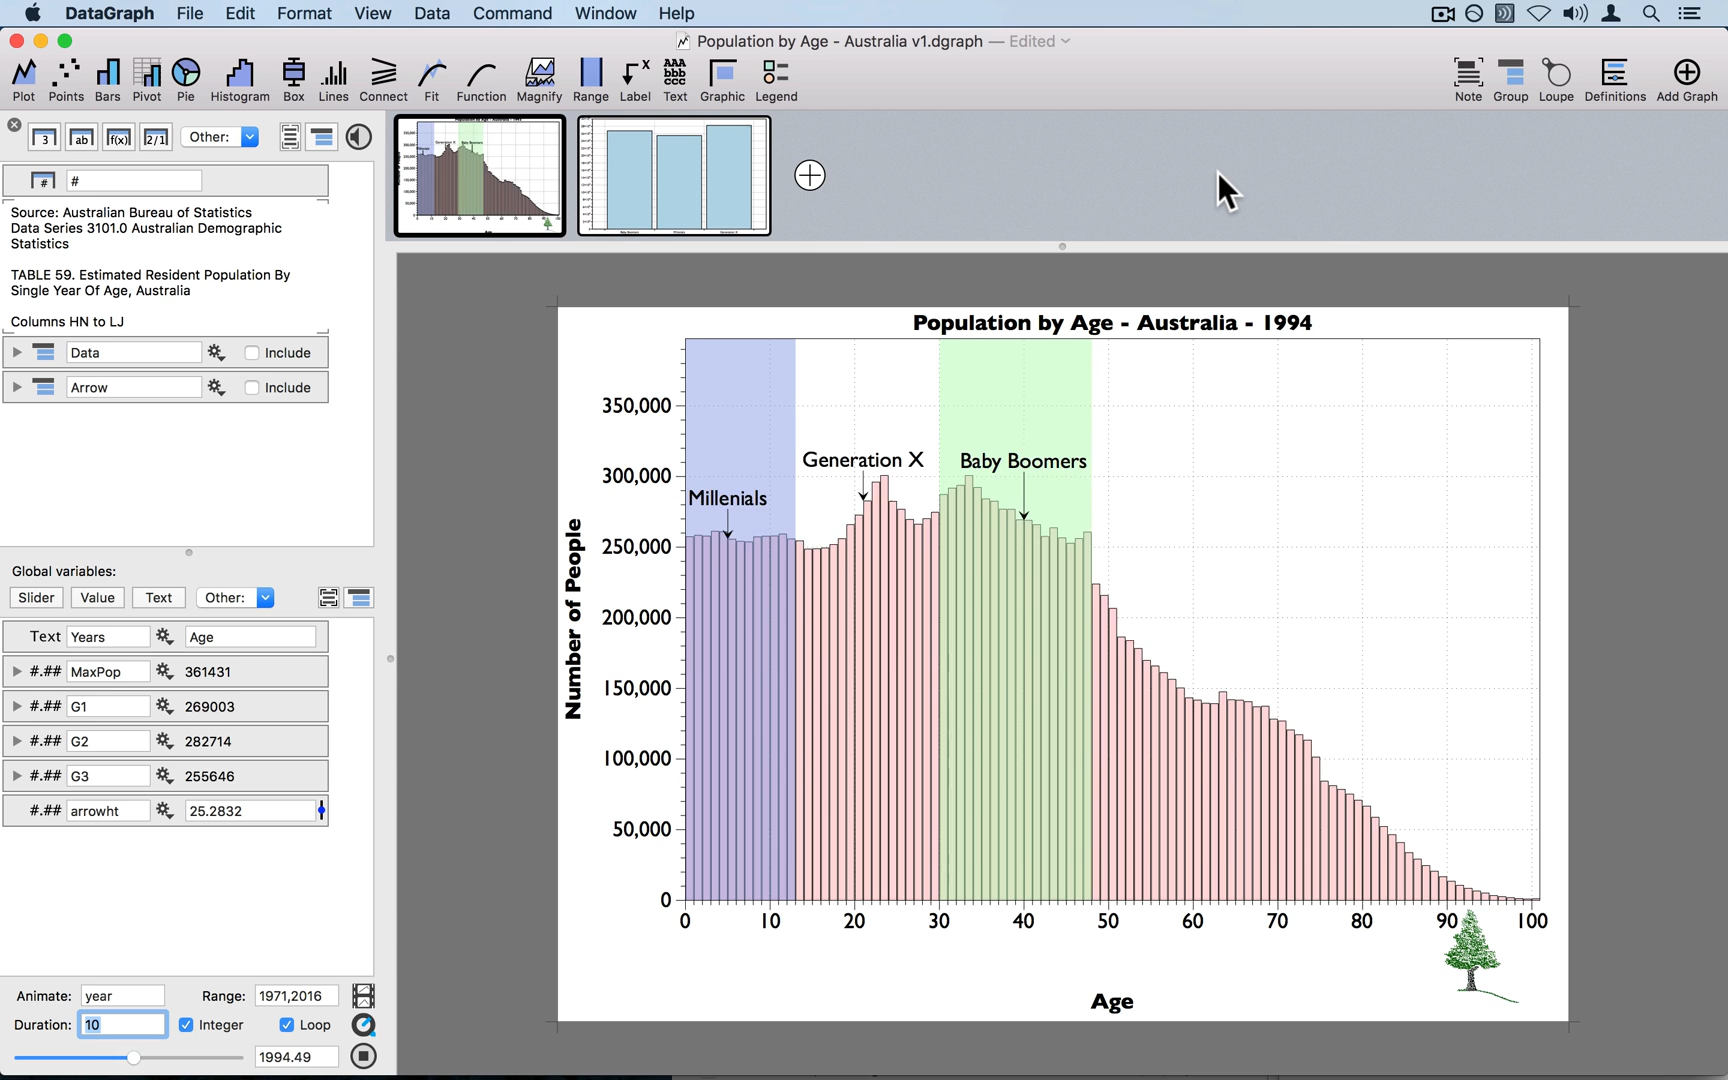 DataGraph File Edit Format View Data Command Window Help
Population by Age - Australia v1.dgraph — Edited
Plot Points Bars Pivot Pie Histogram Box Lines Connect Fit Function Magnify Range Label Text Graphic Legend Note Group Loupe Definitions Add Graph
X
AAA
bbb
ccc
3 ab f(x) 2/1 Other:
# #
Source: Australian Bureau of Statistics
Data Series 3101.0 Australian Demographic
Statistics
TABLE 59. Estimated Resident Population By
Single Year Of Age, Australia
Columns HN to LJ
Data Include
Arrow Include
Global variables:
Slider Value Text Other:
Text Years Age
#.## MaxPop 361431
#.## G1 269003
#.## G2 282714
#.## G3 255646
#.## arrowht 25.2832
Animate: year Range: 1971,2016
Duration: 10 Integer Loop
1994.49
Population by Age - Australia - 1994
350,000
300,000
250,000
200,000
150,000
100,000
50,000
0
Number of People
Generation X
Baby Boomers
Millenials
0 10 20 30 40 50 60 70 80 90 100
Age